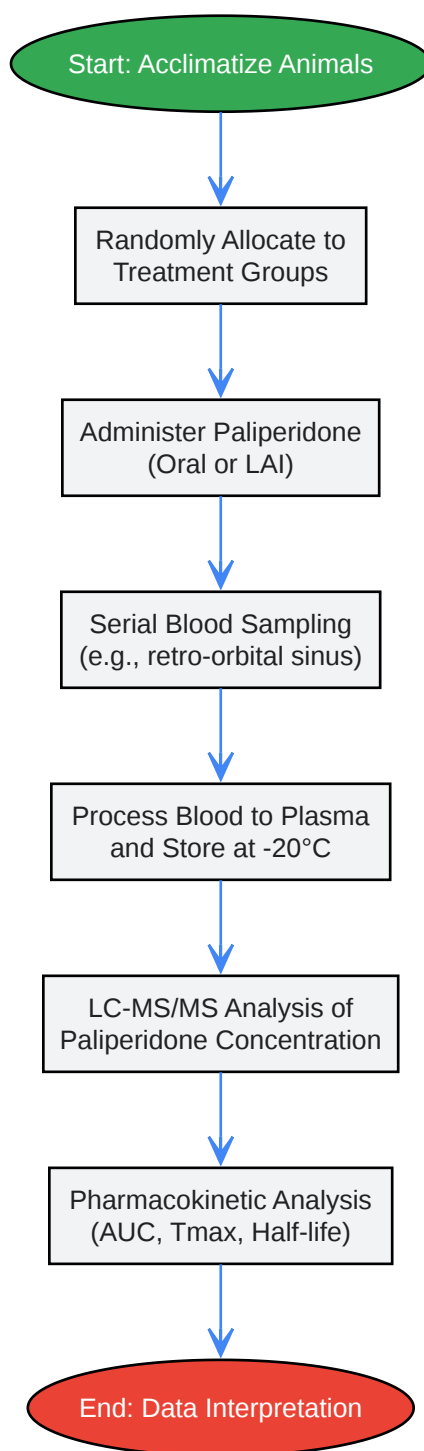 Start: Acclimatize Animals
Randomly Allocate to
Treatment Groups
Administer Paliperidone
(Oral or LAI)
Serial Blood Sampling
(e.g., retro-orbital sinus)
Process Blood to Plasma
and Store at -20°C
LC-MS/MS Analysis of
Paliperidone Concentration
Pharmacokinetic Analysis
(AUC, Tmax, Half-life)
End: Data Interpretation